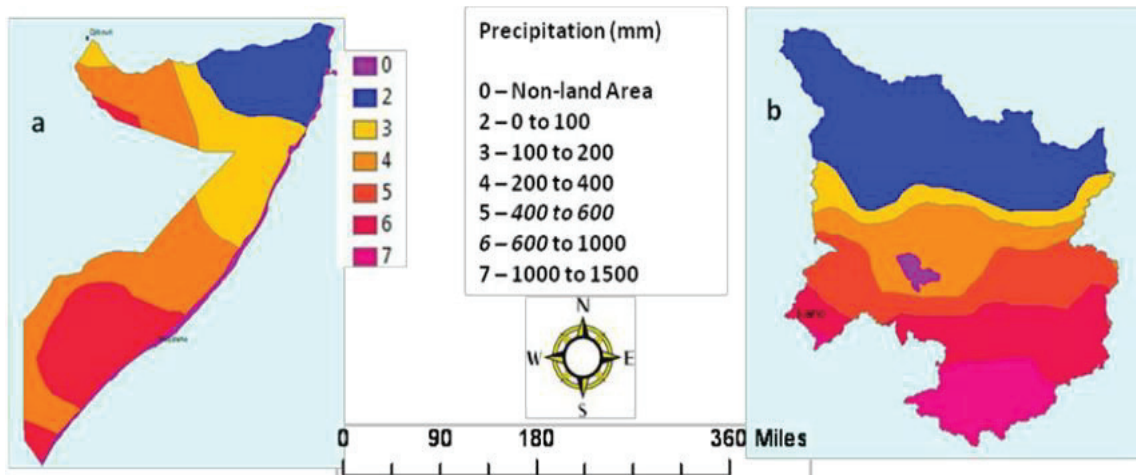 Djibouti
a
0
2
3
4
5
6
7
Precipitation (mm)
0 – Non-land Area
2 – 0 to 100
3 – 100 to 200
4 – 200 to 400
5 – 400 to 600
6 – 600 to 1000
7 – 1000 to 1500
b
N
W E
S
0 90 180 360 Miles